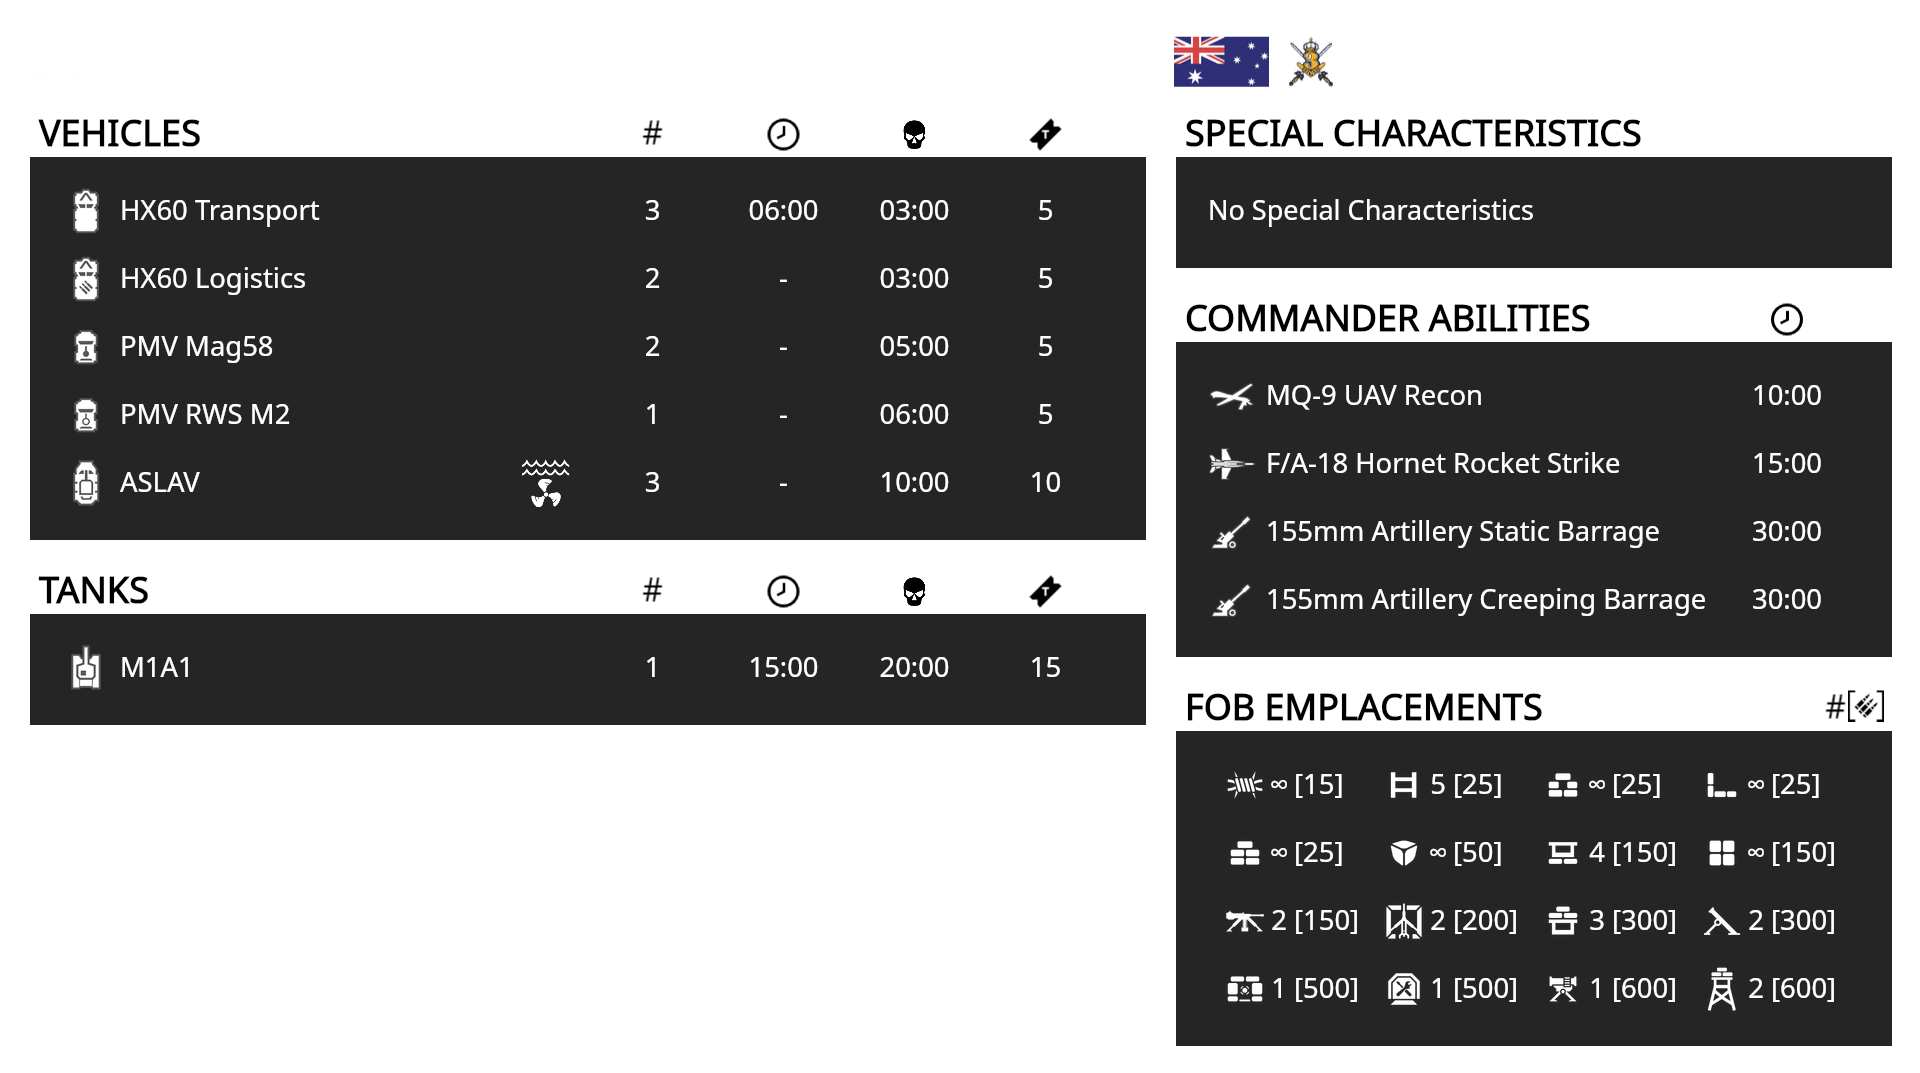 VEHICLES #
HX60 Transport 3 06:00 03:00 5
HX60 Logistics 2 - 03:00 5
PMV Mag58 2 - 05:00 5
PMV RWS M2 1 - 06:00 5
ASLAV 3 - 10:00 10
TANKS #
M1A1 1 15:00 20:00 15
SPECIAL CHARACTERISTICS
No Special Characteristics
COMMANDER ABILITIES
MQ-9 UAV Recon 10:00
F/A-18 Hornet Rocket Strike 15:00
155mm Artillery Static Barrage 30:00
155mm Artillery Creeping Barrage 30:00
FOB EMPLACEMENTS #[]
∞ [15] 5 [25] ∞ [25] ∞ [25]
∞ [25] ∞ [50] 4 [150] ∞ [150]
2 [150] 2 [200] 3 [300] 2 [300]
1 [500] 1 [500] 1 [600] 2 [600]